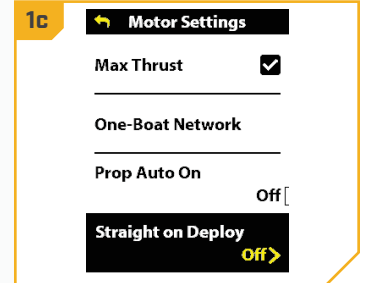 1c
Motor Settings
Max Thrust
One-Boat Network
Prop Auto On
Off
Straight on Deploy
Off